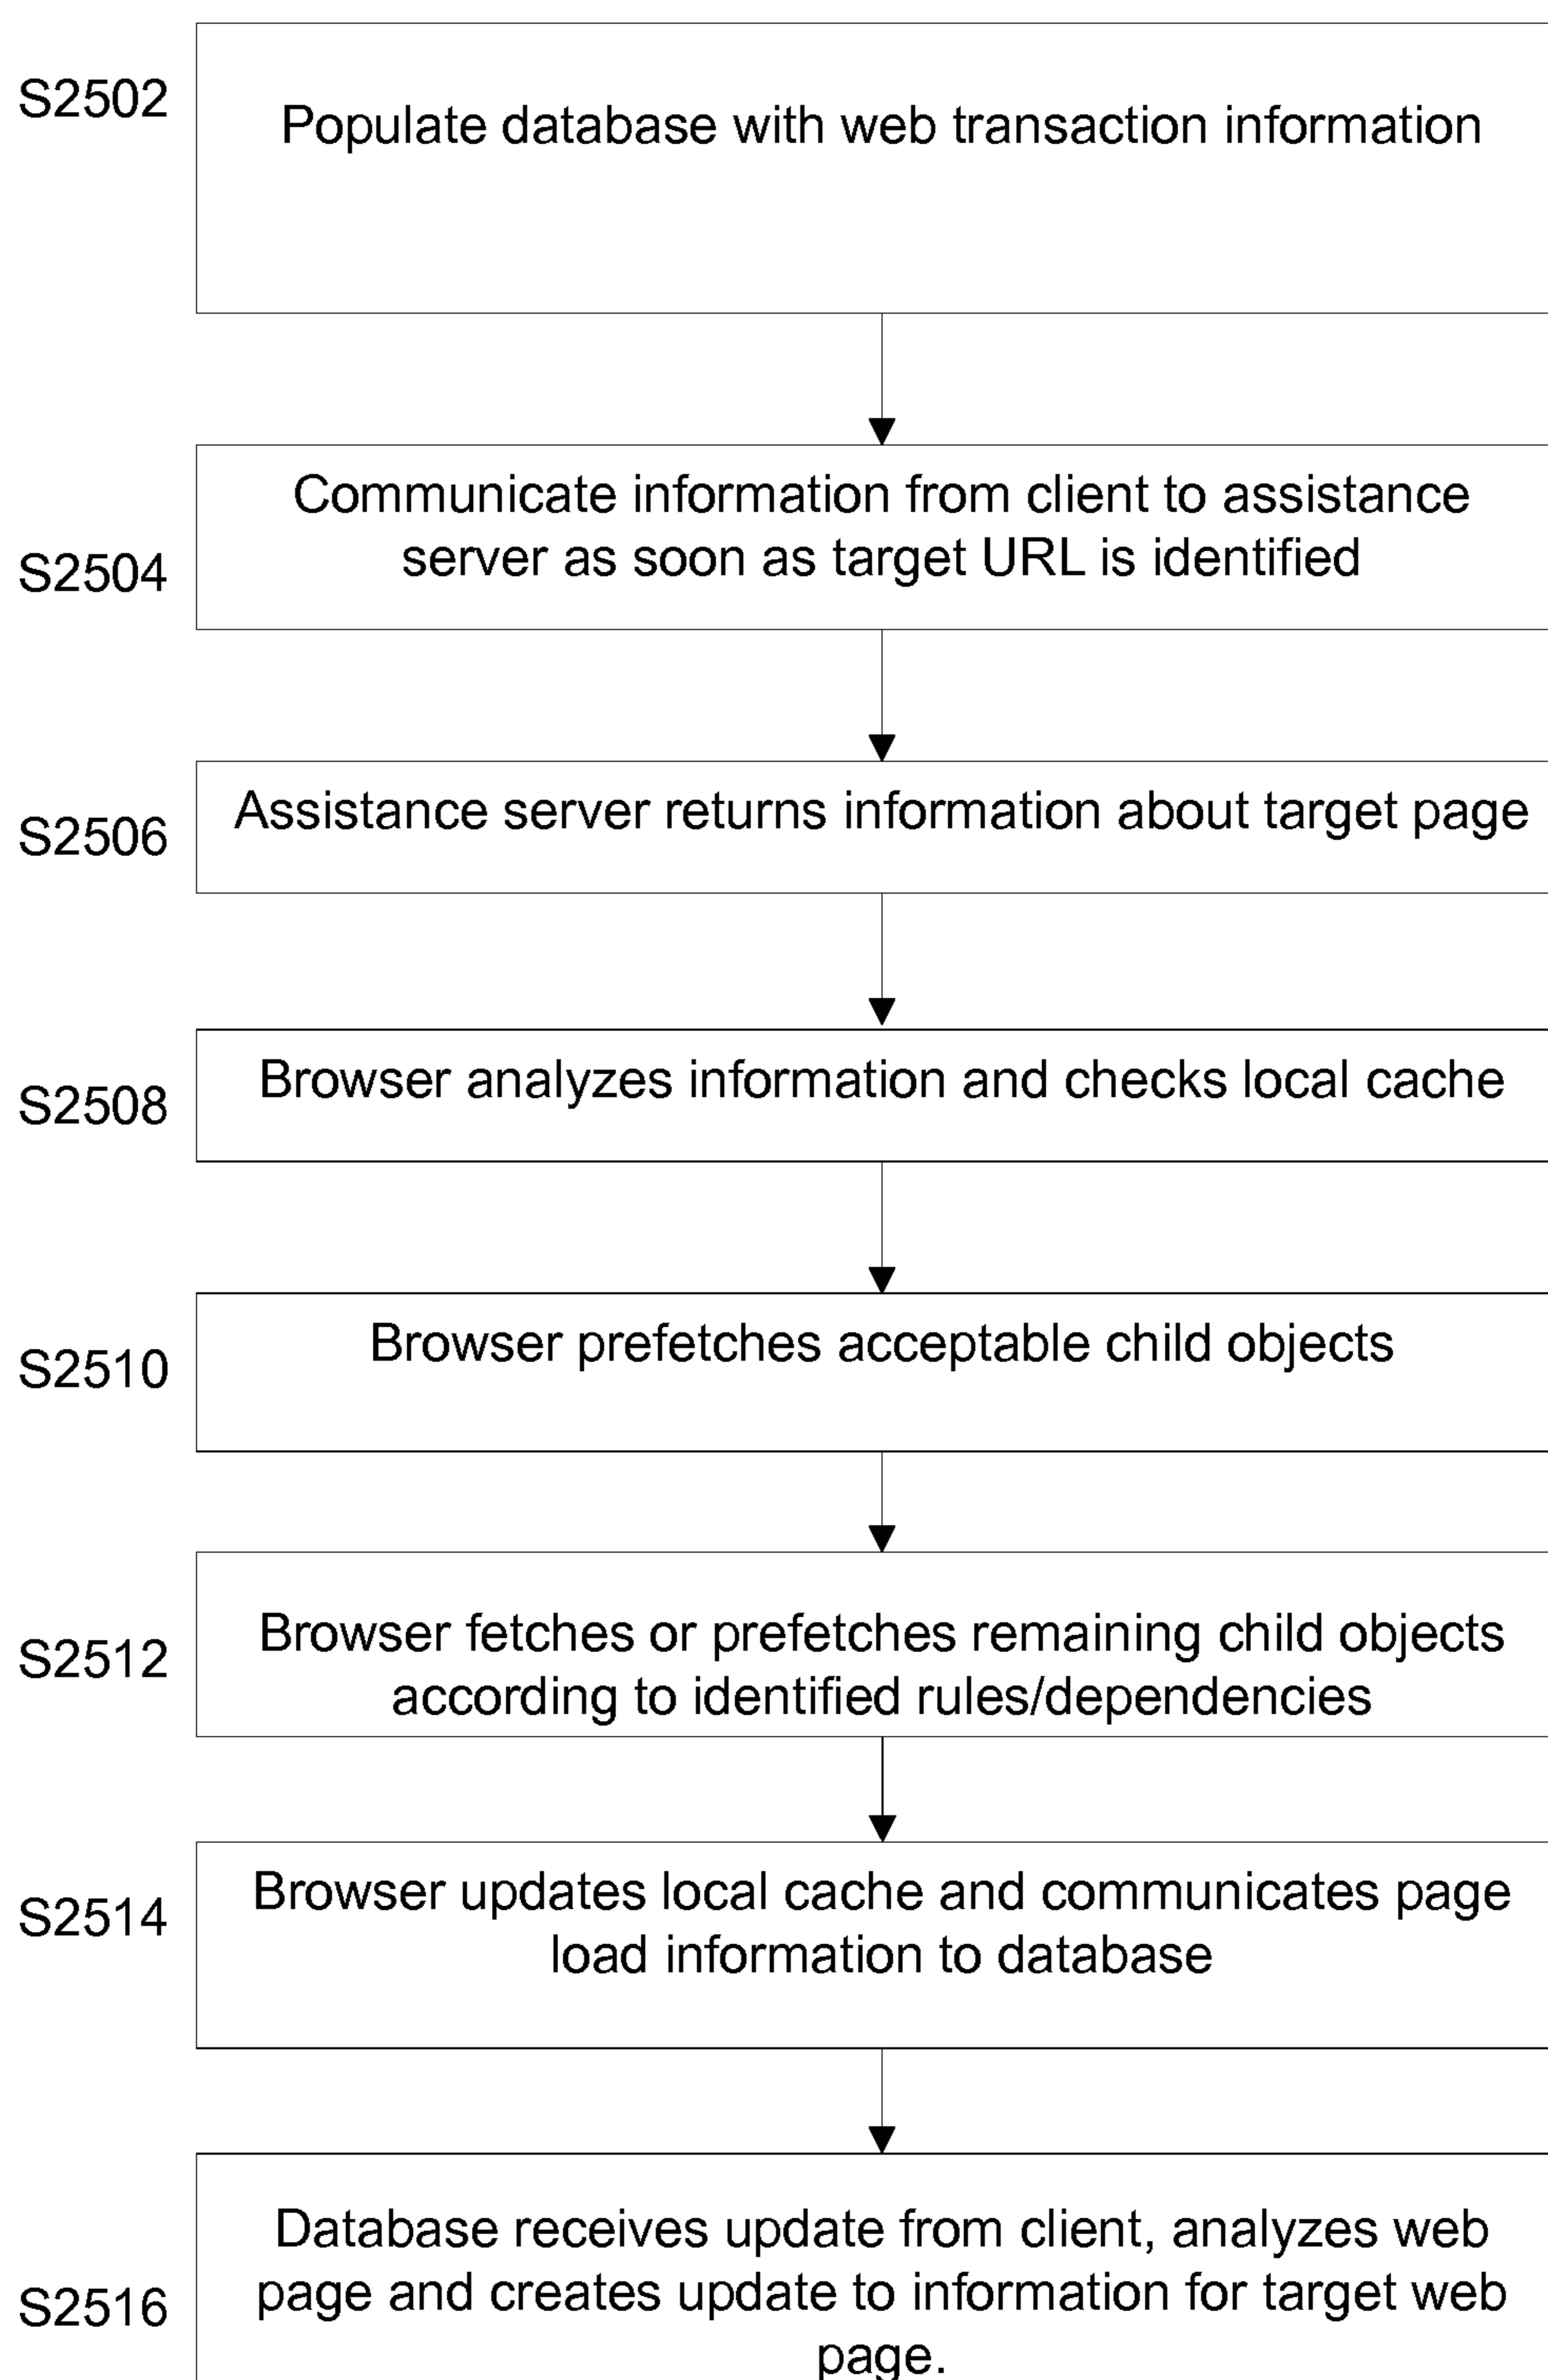 S2502
Populate database with web transaction information
Communicate information from client to assistance
server as soon as target URL is identified
S2504
Assistance server returns information about target page
S2506
Browser analyzes information and checks local cache
S2508
Browser prefetches acceptable child objects
S2510
Browser fetches or prefetches remaining child objects
according to identified rules/dependencies
S2512
Browser updates local cache and communicates page
load information to database
S2514
Database receives update from client, analyzes web
page and creates update to information for target web
page.
S2516